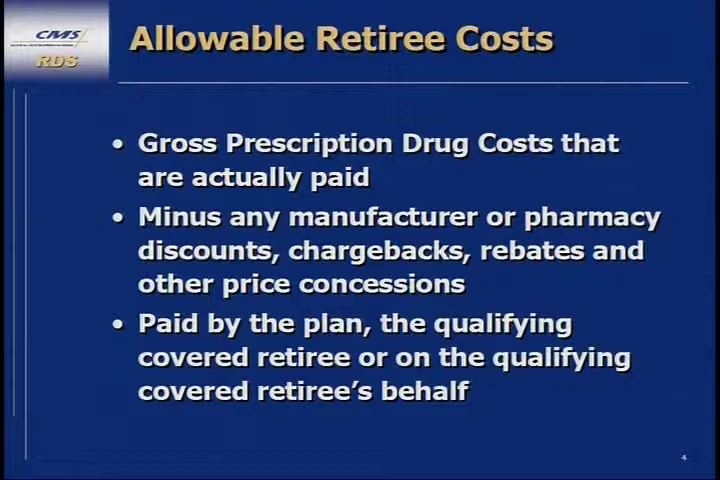 CMS
RDS
Allowable Retiree Costs
• Gross Prescription Drug Costs that
are actually paid
• Minus any manufacturer or pharmacy
discounts, chargebacks, rebates and
other price concessions
• Paid by the plan, the qualifying
covered retiree or on the qualifying
covered retiree's behalf
4